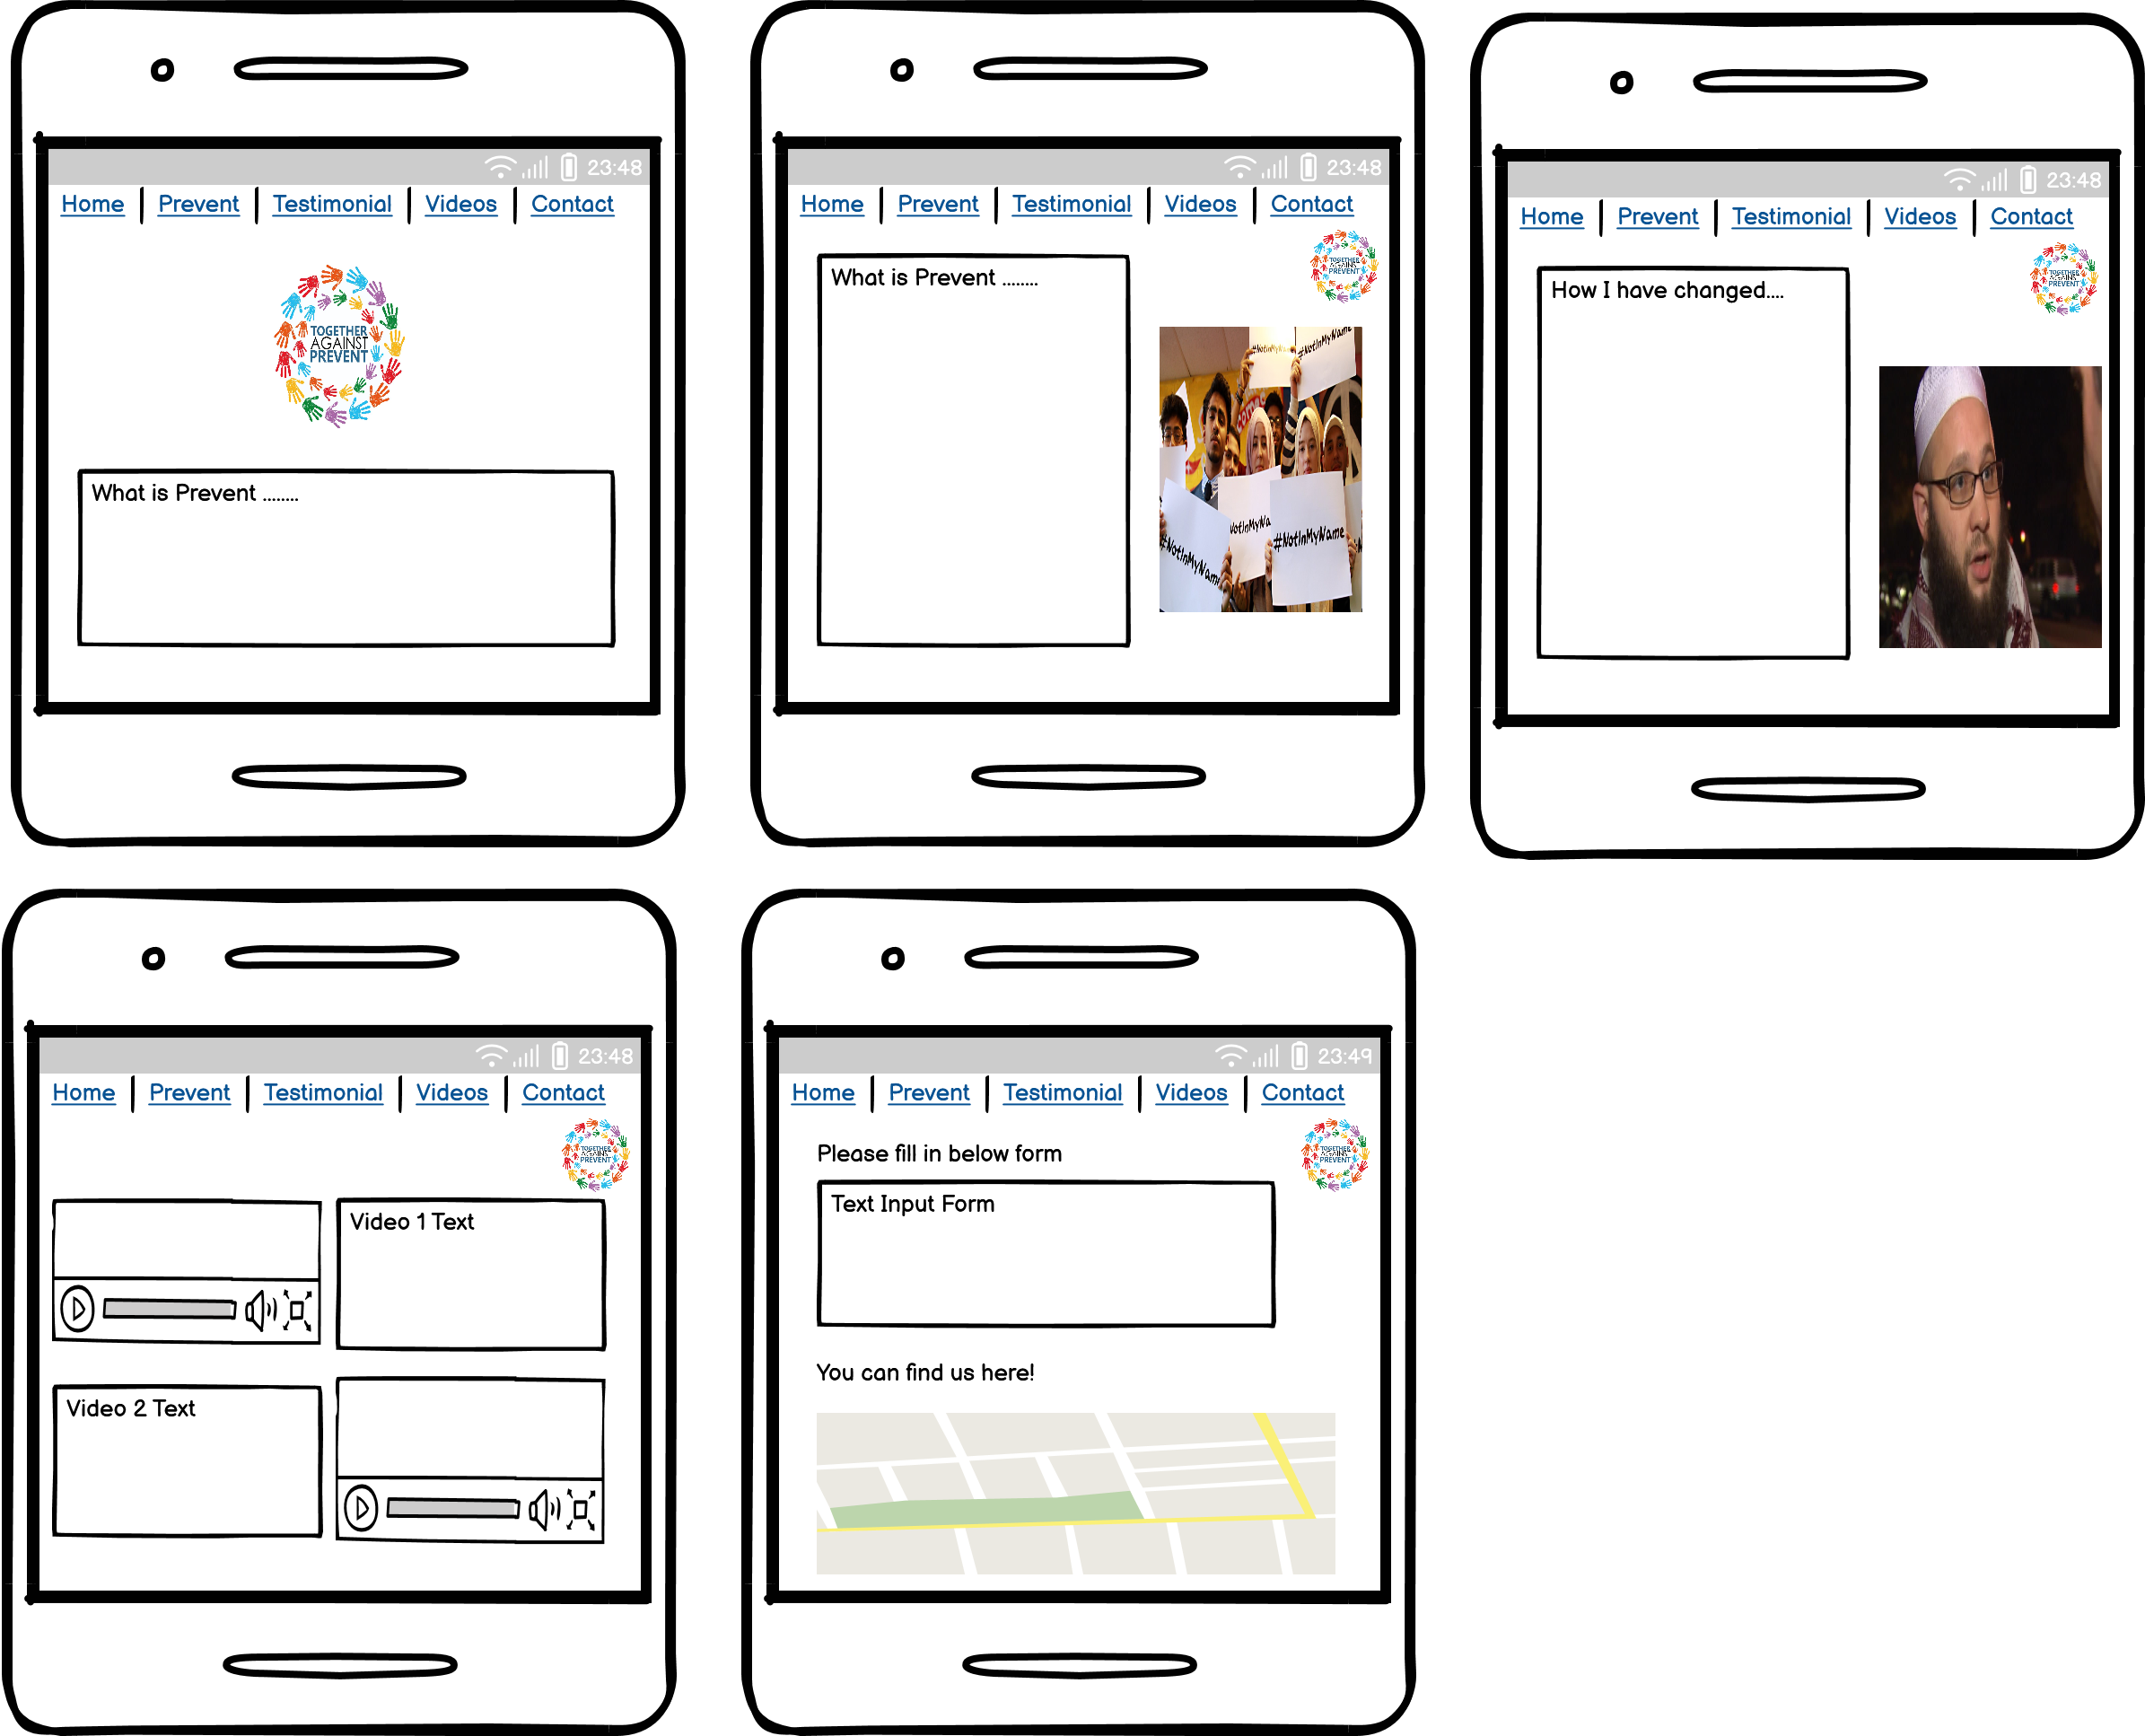 23:48
Home Prevent Testimonial Videos Contact
TOGETHER
AGAINST
PREVENT
What is Prevent ........
23:48
Home Prevent Testimonial Videos Contact
TOGETHER
AGAINST
PREVENT
What is Prevent ........
#NotInMyName
#NotInMyName
#NotInMyName
NotInMyNa
#NotInMyName
23:48
Home Prevent Testimonial Videos Contact
TOGETHER
AGAINST
PREVENT
How I have changed....
23:48
Home Prevent Testimonial Videos Contact
TOGETHER
AGAINST
PREVENT
Video 1 Text
Video 2 Text
23:49
Home Prevent Testimonial Videos Contact
TOGETHER
AGAINST
PREVENT
Please fill in below form
Text Input Form
You can find us here!